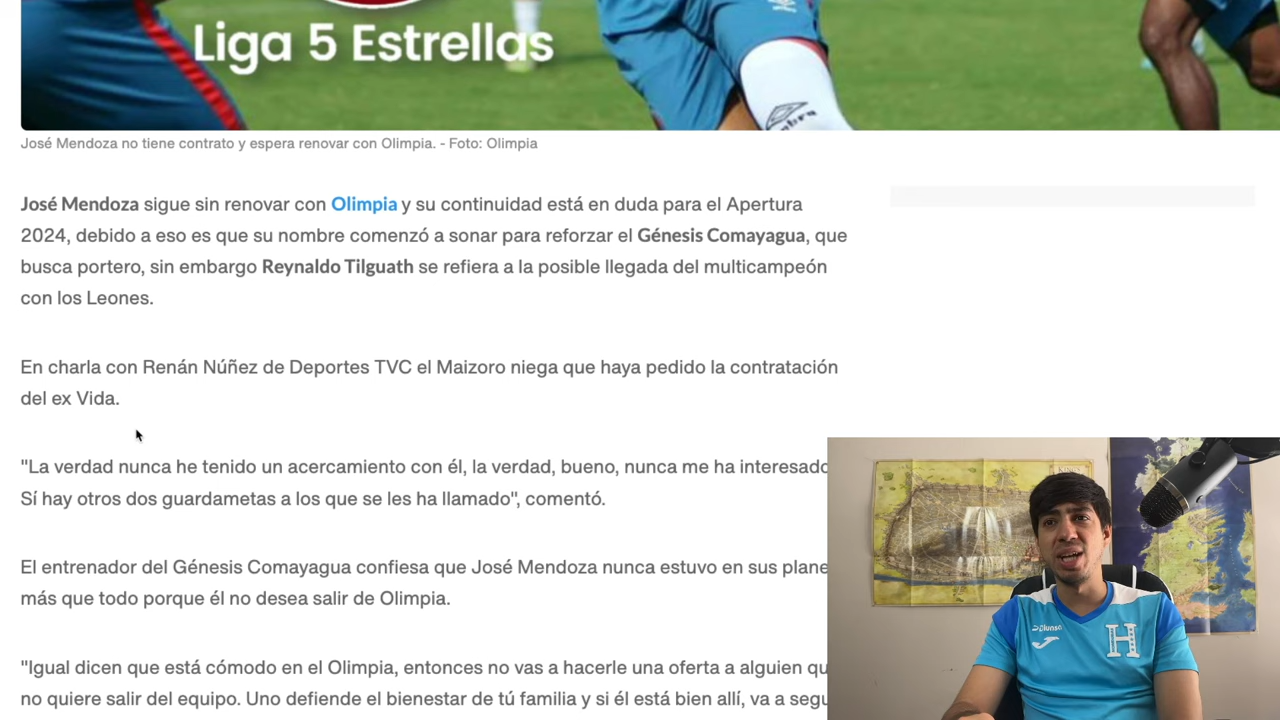 Liga 5 Estrellas
umbro
José Mendoza no tiene contrato y espera renovar con Olimpia. - Foto: Olimpia
José Mendoza sigue sin renovar con Olimpia y su continuidad está en duda para el Apertura
2024, debido a eso es que su nombre comenzó a sonar para reforzar el Génesis Comayagua, que
busca portero, sin embargo Reynaldo Tilguath se refiera a la posible llegada del multicampeón
con los Leones.
En charla con Renán Núñez de Deportes TVC el Maizoro niega que haya pedido la contratación
del ex Vida.
"La verdad nunca he tenido un acercamiento con él, la verdad, bueno, nunca me ha interesado
Sí hay otros dos guardametas a los que se les ha llamado", comentó.
El entrenador del Génesis Comayagua confiesa que José Mendoza nunca estuvo en sus plane
más que todo porque él no desea salir de Olimpia.
"Igual dicen que está cómodo en el Olimpia, entonces no vas a hacerle una oferta a alguien qu
no quiere salir del equipo. Uno defiende el bienestar de tú familia y si él está bien allí, va a segu
Diunsa
H